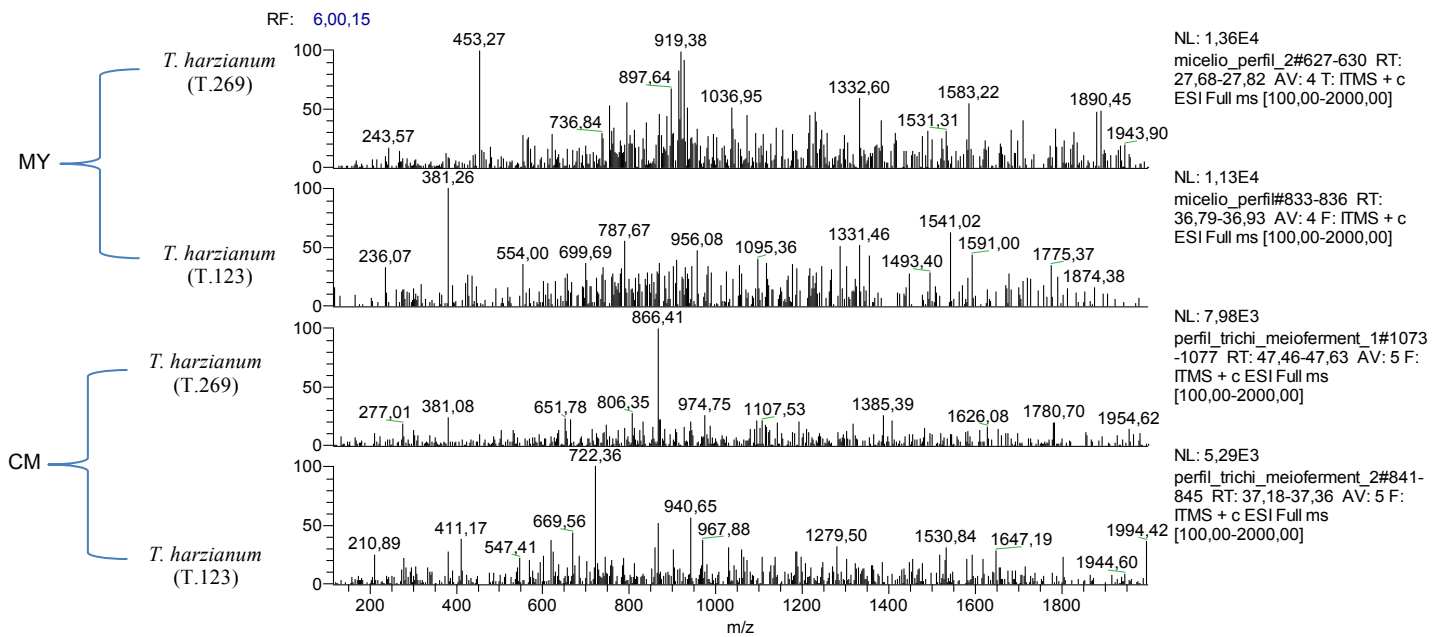 RF: 6,00,15
MY
T. harzianum
(T.269)
100
50
0
243,57
453,27
736,84
897,64
919,38
1036,95
1332,60
1531,31
1583,22
1890,45
1943,90
NL: 1,36E4
micelio_perfil_2#627-630 RT:
27,68-27,82 AV: 4 T: ITMS + c
ESI Full ms [100,00-2000,00]
T. harzianum
(T.123)
100
50
0
236,07
381,26
554,00
699,69
787,67
956,08
1095,36
1331,46
1493,40
1541,02
1591,00
1775,37
1874,38
NL: 1,13E4
micelio_perfil#833-836 RT:
36,79-36,93 AV: 4 F: ITMS + c
ESI Full ms [100,00-2000,00]
CM
T. harzianum
(T.269)
100
50
0
277,01
381,08
651,78
806,35
866,41
974,75
1107,53
1385,39
1626,08
1780,70
1954,62
NL: 7,98E3
perfil_trichi_meioferment_1#1073
-1077 RT: 47,46-47,63 AV: 5 F:
ITMS + c ESI Full ms
[100,00-2000,00]
T. harzianum
(T.123)
100
50
0
210,89
411,17
547,41
669,56
722,36
940,65
967,88
1279,50
1530,84
1647,19
1944,60
1994,42
NL: 5,29E3
perfil_trichi_meioferment_2#841-
845 RT: 37,18-37,36 AV: 5 F:
ITMS + c ESI Full ms
[100,00-2000,00]
200 400 600 800 1000 1200 1400 1600 1800
m/z